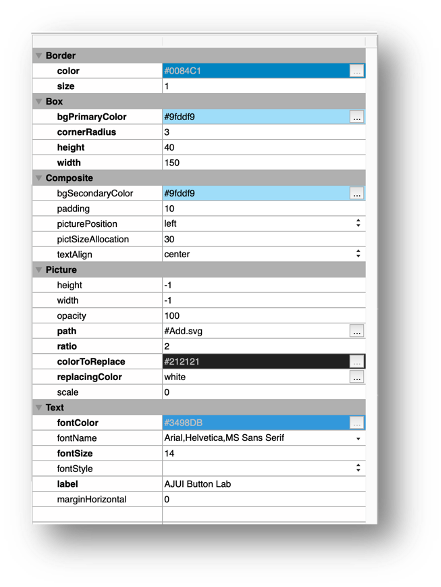 Border
color #0084C1 ...
size 1
Box
bgPrimaryColor #9fddf9 ...
cornerRadius 3
height 40
width 150
Composite
bgSecondaryColor #9fddf9 ...
padding 10
picturePosition left
pictSizeAllocation 30
textAlign center
Picture
height -1
width -1
opacity 100
path #Add.svg ...
ratio 2
colorToReplace #212121 ...
replacingColor white ...
scale 0
Text
fontColor #3498DB ...
fontName Arial,Helvetica,MS Sans Serif
fontSize 14
fontStyle
label AJUI Button Lab
marginHorizontal 0